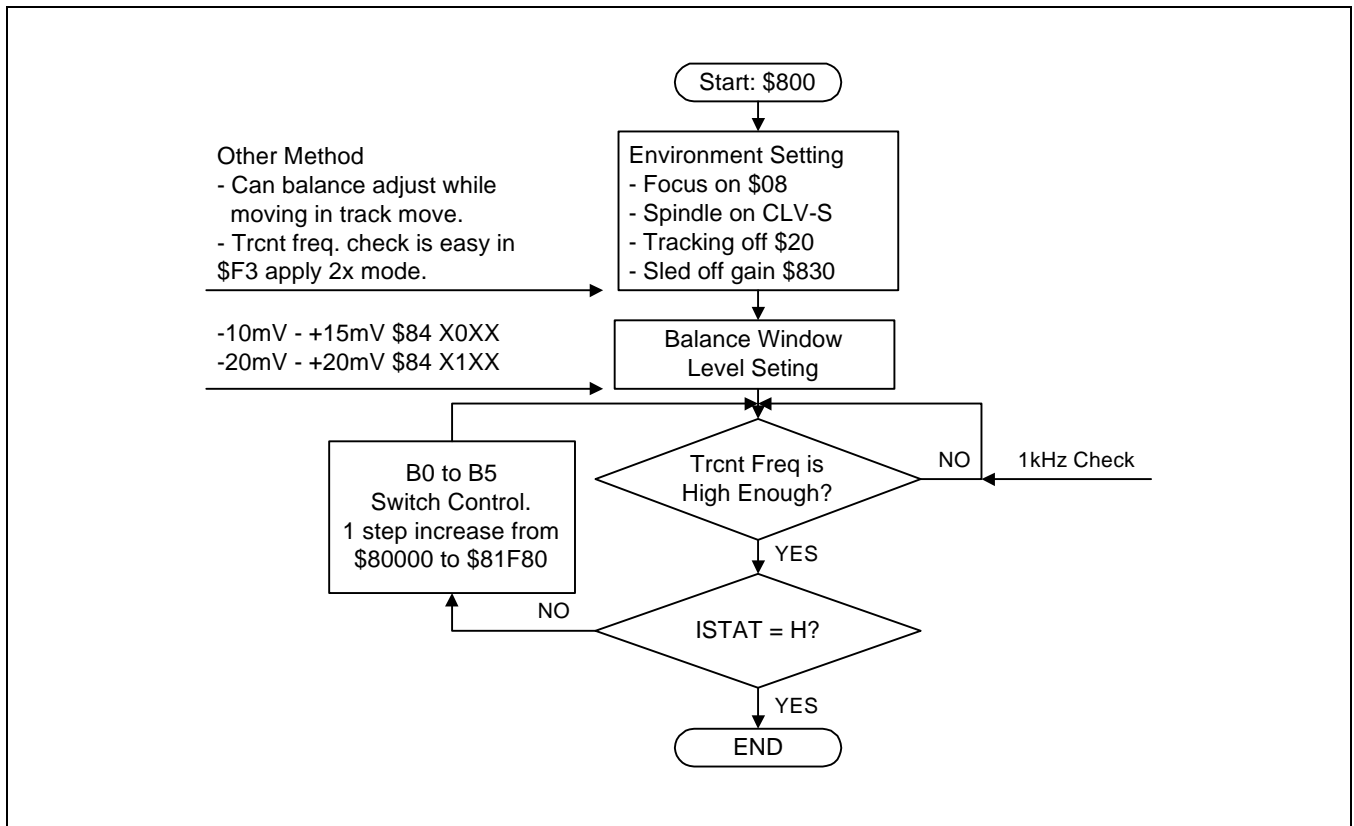 Start: $800
Other Method
- Can balance adjust while
moving in track move.
- Trcnt freq. check is easy in
$F3 apply 2x mode.
Environment Setting
- Focus on $08
- Spindle on CLV-S
- Tracking off $20
- Sled off gain $830
-10mV - +15mV $84 X0XX
-20mV - +20mV $84 X1XX
Balance Window
Level Seting
B0 to B5
Switch Control.
1 step increase from
$80000 to $81F80
Trcnt Freq is
High Enough?
NO
1kHz Check
YES
NO
ISTAT = H?
YES
END